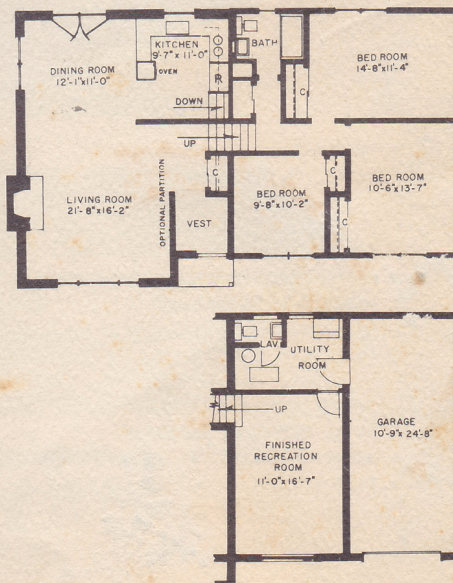 KITCHEN
9'-7"x 11'-0"
BATH
BED ROOM
14'-8"x11'-4"
DINING ROOM
12'-1"x11'-0"
OVEN
R
C
DOWN
UP
C
C
BED ROOM
10'-6"x13'-7"
LIVING ROOM
21'-8"x16'-2"
OPTIONAL PARTITION
BED ROOM
9'-8"x10'-2"
VEST
C
LAV
UTILITY
ROOM
UP
GARAGE
10'-9"x 24'-8"
FINISHED
RECREATION
ROOM
11'-0"x16'-7"